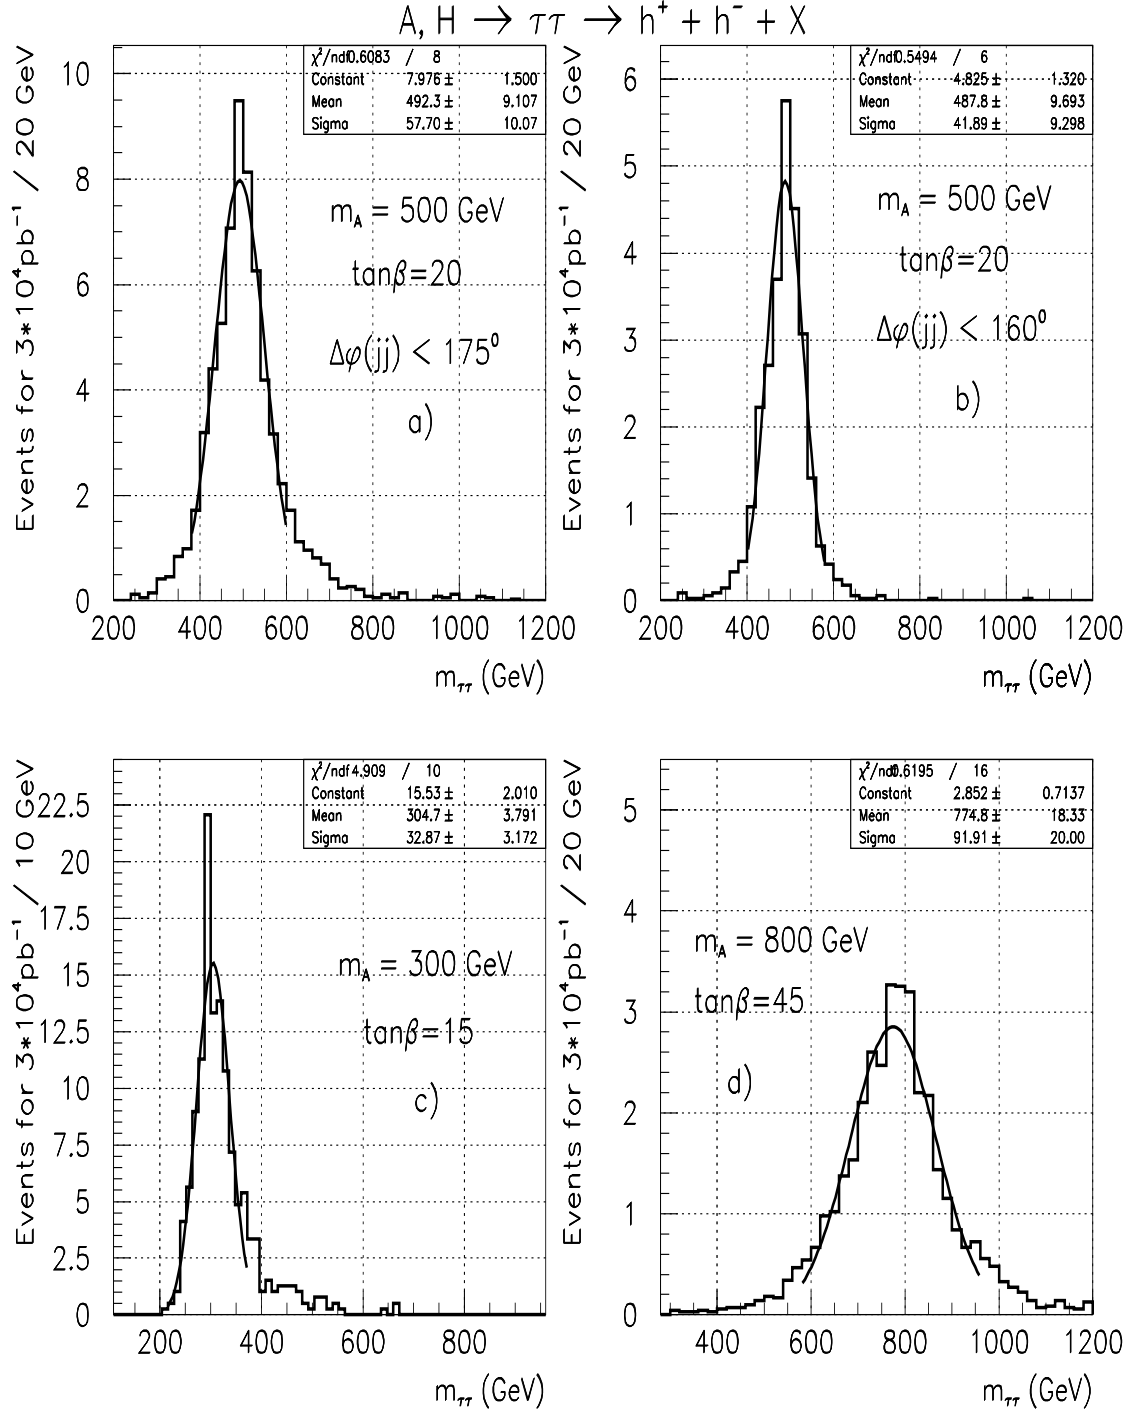 A, H → ττ → h⁺ + h⁻ + X
Events for 3*10⁴pb⁻¹ / 20 GeV
χ²/ndf 0.6083 / 8
Constant 7.976 ± 1.500
Mean 492.3 ± 9.107
Sigma 57.70 ± 10.07
m_A = 500 GeV
tanβ=20
Δφ(jj) < 175⁰
a)
10
8
6
4
2
0
200 400 600 800 1000 1200
m_ττ (GeV)
Events for 3*10⁴pb⁻¹ / 20 GeV
χ²/ndf 0.5494 / 6
Constant 4.825 ± 1.320
Mean 487.8 ± 9.693
Sigma 41.89 ± 9.298
m_A = 500 GeV
tanβ=20
Δφ(jj) < 160⁰
b)
6
5
4
3
2
1
0
200 400 600 800 1000 1200
m_ττ (GeV)
Events for 3*10⁴pb⁻¹ / 10 GeV
χ²/ndf 4.909 / 10
Constant 15.53 ± 2.010
Mean 304.7 ± 3.791
Sigma 32.87 ± 3.172
m_A = 300 GeV
tanβ=15
c)
22.5
20
17.5
15
12.5
10
7.5
5
2.5
0
200 400 600 800
m_ττ (GeV)
Events for 3*10⁴pb⁻¹ / 20 GeV
χ²/ndf 0.6195 / 16
Constant 2.852 ± 0.7137
Mean 774.8 ± 18.33
Sigma 91.91 ± 20.00
m_A = 800 GeV
tanβ=45
d)
5
4
3
2
1
0
400 600 800 1000 1200
m_ττ (GeV)